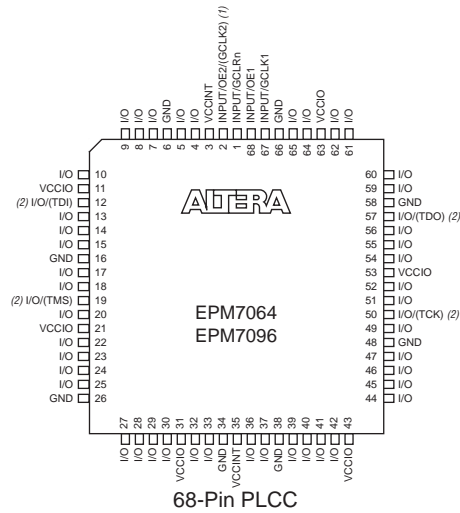 I/O I/O I/O GND I/O I/O VCCINT INPUT/OE2/(GCLK2) (1) INPUT/GCLRn INPUT/OE1 INPUT/GCLK1 GND I/O I/O VCCIO I/O I/O
9 8 7 6 5 4 3 2 1 68 67 66 65 64 63 62 61
I/O 10
VCCIO 11
(2) I/O/(TDI) 12
I/O 13
I/O 14
I/O 15
GND 16
I/O 17
I/O 18
(2) I/O/(TMS) 19
I/O 20
VCCIO 21
I/O 22
I/O 23
I/O 24
I/O 25
GND 26
ALTERA
EPM7064
EPM7096
60 I/O
59 I/O
58 GND
57 I/O/(TDO) (2)
56 I/O
55 I/O
54 I/O
53 VCCIO
52 I/O
51 I/O
50 I/O/(TCK) (2)
49 I/O
48 GND
47 I/O
46 I/O
45 I/O
44 I/O
27 28 29 30 31 32 33 34 35 36 37 38 39 40 41 42 43
I/O I/O I/O I/O VCCIO I/O I/O GND VCCINT I/O I/O GND I/O I/O I/O I/O VCCIO
68-Pin PLCC